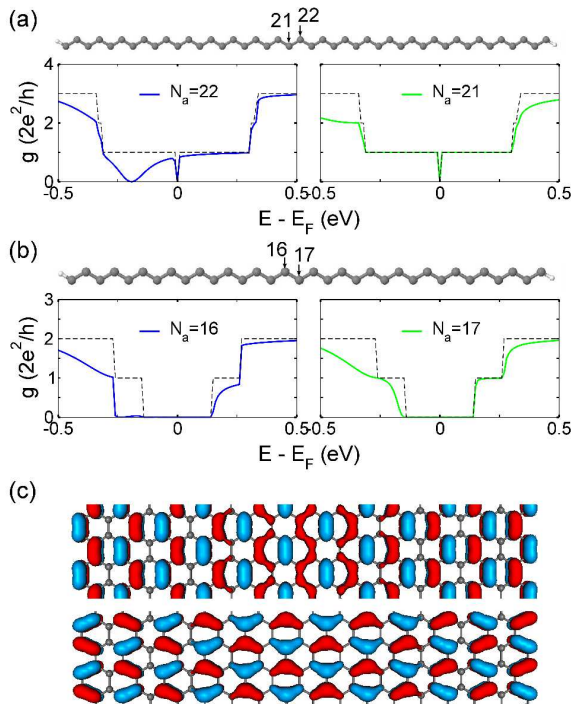 (a)
21 22
4
N_a=22 N_a=21
g (2e²/h)
2
0
-0.5 0 0.5 -0.5 0 0.5
E - E_F (eV)
E - E_F (eV)
(b)
16 17
3
N_a=16 N_a=17
g (2e²/h)
2
1
0
-0.5 0 0.5 -0.5 0 0.5
E - E_F (eV)
E - E_F (eV)
(c)